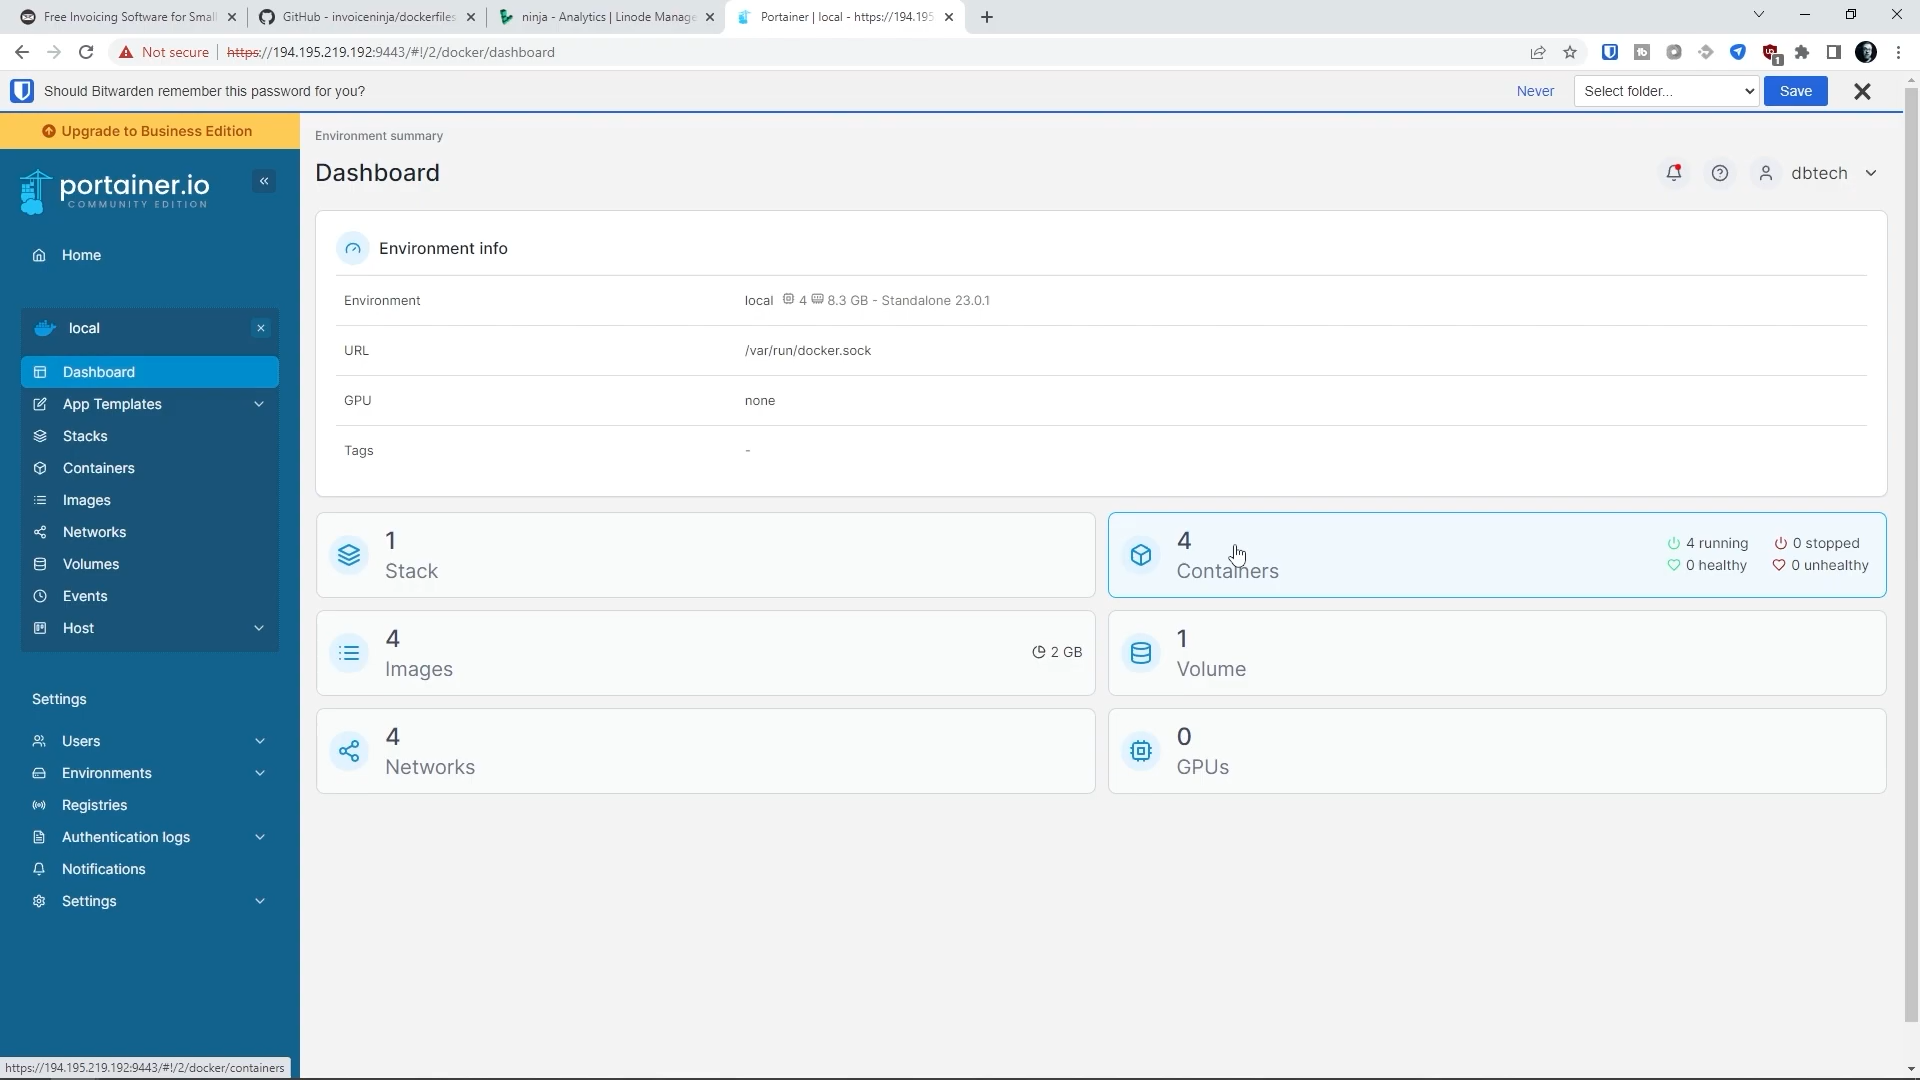 Free Invoicing Software for Small
GitHub - invoiceninja/dockerfiles
ninja - Analytics | Linode Manage
Portainer | local - https://194.195
Not secure
https://194.195.219.192:9443/#!/2/docker/dashboard
1
Should Bitwarden remember this password for you?
Never
Select folder...
Save
Upgrade to Business Edition
portainer.io
COMMUNITY EDITION
Home
local
Dashboard
App Templates
Stacks
Containers
Images
Networks
Volumes
Events
Host
Settings
Users
Environments
Registries
Authentication logs
Notifications
Settings
Environment summary
Dashboard
dbtech
Environment info
Environment local 4 8.3 GB - Standalone 23.0.1
URL /var/run/docker.sock
GPU none
Tags -
1
Stack
4
Containers
4 running 0 stopped
0 healthy 0 unhealthy
4
Images
2 GB
1
Volume
4
Networks
0
GPUs
https://194.195.219.192:9443/#!/2/docker/containers